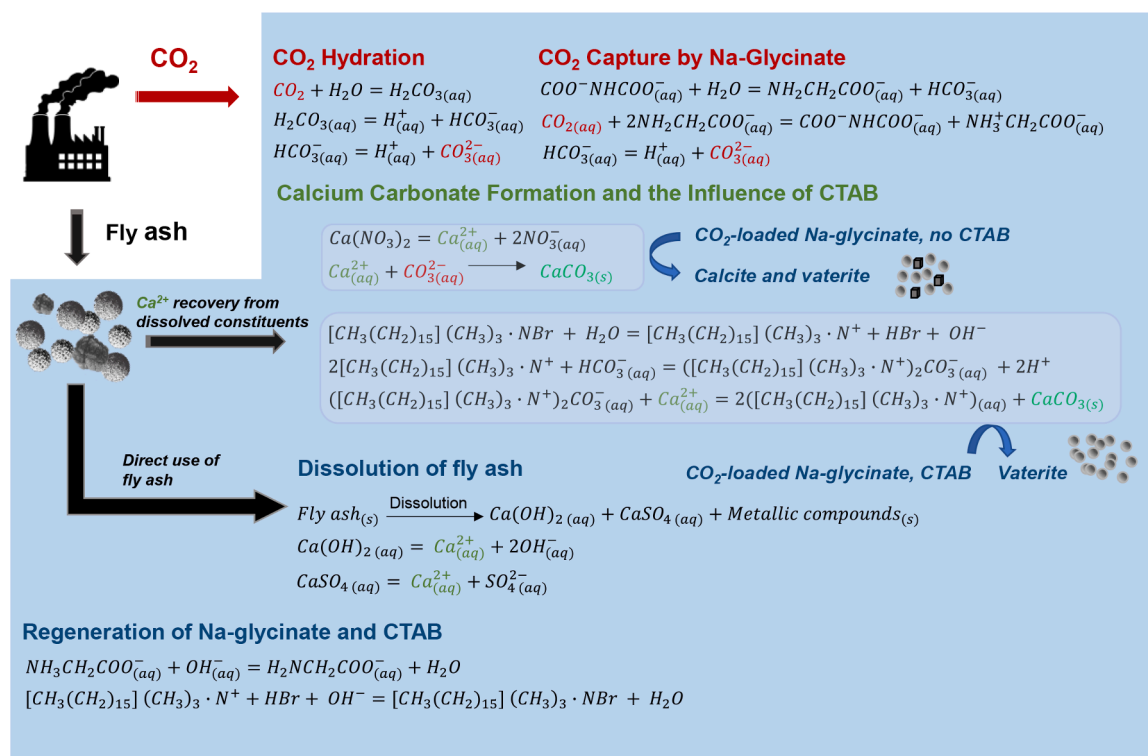 CO₂
CO₂ Hydration
CO₂ + H₂O = H₂CO₃(aq)
H₂CO₃(aq) = H⁺(aq) + HCO₃⁻(aq)
HCO₃⁻(aq) = H⁺(aq) + CO₃²⁻(aq)
CO₂ Capture by Na-Glycinate
COO⁻NHCOO⁻(aq) + H₂O = NH₂CH₂COO⁻(aq) + HCO₃⁻(aq)
CO₂(aq) + 2NH₂CH₂COO⁻(aq) = COO⁻NHCOO⁻(aq) + NH₃⁺CH₂COO⁻(aq)
HCO₃⁻(aq) = H⁺(aq) + CO₃²⁻(aq)
Fly ash
Calcium Carbonate Formation and the Influence of CTAB
Ca(NO₃)₂ = Ca²⁺(aq) + 2NO₃⁻(aq)
Ca²⁺(aq) + CO₃²⁻(aq) → CaCO₃(s)
CO₂-loaded Na-glycinate, no CTAB
Calcite and vaterite
Ca²⁺ recovery from
dissolved constituents
[CH₃(CH₂)₁₅] (CH₃)₃ · NBr + H₂O = [CH₃(CH₂)₁₅] (CH₃)₃ · N⁺ + HBr + OH⁻
2[CH₃(CH₂)₁₅] (CH₃)₃ · N⁺ + HCO₃⁻(aq) = ([CH₃(CH₂)₁₅] (CH₃)₃ · N⁺)₂CO₃⁻(aq) + 2H⁺
([CH₃(CH₂)₁₅] (CH₃)₃ · N⁺)₂CO₃⁻(aq) + Ca²⁺(aq) = 2([CH₃(CH₂)₁₅] (CH₃)₃ · N⁺)(aq) + CaCO₃(s)
CO₂-loaded Na-glycinate, CTAB
Vaterite
Direct use of
fly ash
Dissolution of fly ash
Fly ash(s) Dissolution → Ca(OH)₂ (aq) + CaSO₄ (aq) + Metallic compounds(s)
Ca(OH)₂ (aq) = Ca²⁺(aq) + 2OH⁻(aq)
CaSO₄ (aq) = Ca²⁺(aq) + SO₄²⁻(aq)
Regeneration of Na-glycinate and CTAB
NH₃CH₂COO⁻(aq) + OH⁻(aq) = H₂NCH₂COO⁻(aq) + H₂O
[CH₃(CH₂)₁₅] (CH₃)₃ · N⁺ + HBr + OH⁻ = [CH₃(CH₂)₁₅] (CH₃)₃ · NBr + H₂O